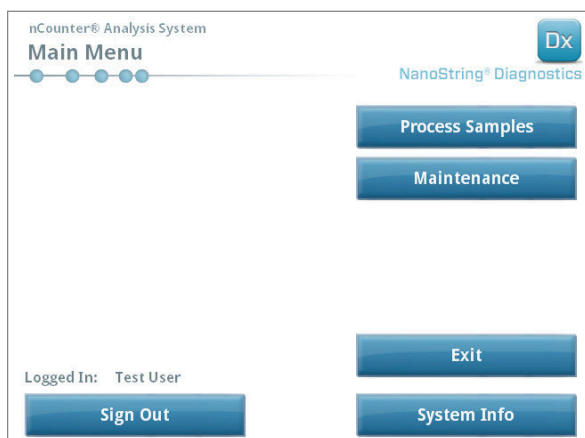 nCounter® Analysis System
Main Menu
Dx
NanoString® Diagnostics
Process Samples
Maintenance
Exit
Logged In: Test User
Sign Out
System Info